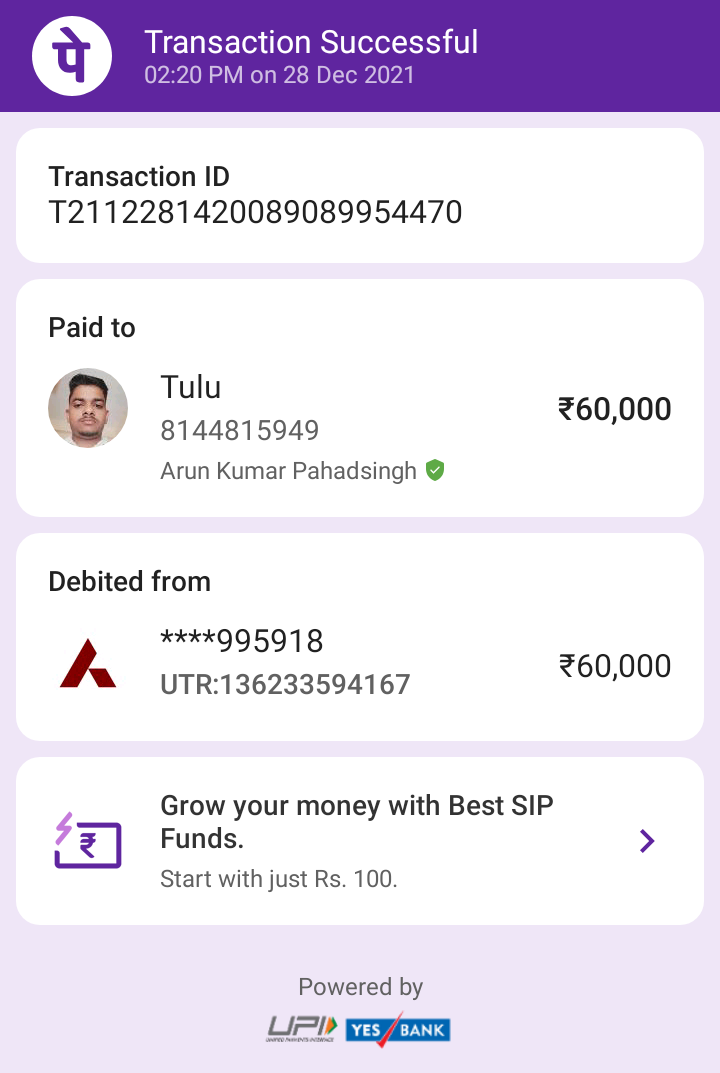 पे
Transaction Successful
02:20 PM on 28 Dec 2021
Transaction ID
T2112281420089089954470
Paid to
Tulu
8144815949
₹60,000
Arun Kumar Pahadsingh
Debited from
****995918
UTR:136233594167
₹60,000
₹
Grow your money with Best SIP
Funds.
Start with just Rs. 100.
Powered by
UPI
UNIFIED PAYMENTS INTERFACE
YES BANK